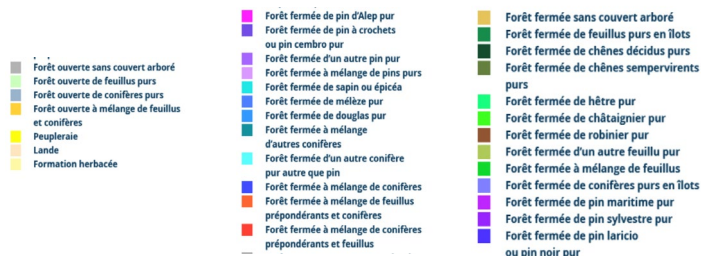 Forêt ouverte sans couvert arboré
Forêt ouverte de feuillus purs
Forêt ouverte de conifères purs
Forêt ouverte à mélange de feuillus
et conifères
Peupleraie
Lande
Formation herbacée
Forêt fermée de pin d'Alep pur
Forêt fermée de pin à crochets
ou pin cembro pur
Forêt fermée d'un autre pin pur
Forêt fermée à mélange de pins purs
Forêt fermée de sapin ou épicéa
Forêt fermée de mélèze pur
Forêt fermée de douglas pur
Forêt fermée à mélange
d'autres conifères
Forêt fermée d'un autre conifère
pur autre que pin
Forêt fermée à mélange de conifères
Forêt fermée à mélange de feuillus
prépondérants et conifères
Forêt fermée à mélange de conifères
prépondérants et feuillus
Forêt fermée sans couvert arboré
Forêt fermée de feuillus purs en îlots
Forêt fermée de chênes décidus purs
Forêt fermée de chênes sempervirents
purs
Forêt fermée de hêtre pur
Forêt fermée de châtaignier pur
Forêt fermée de robinier pur
Forêt fermée d'un autre feuillu pur
Forêt fermée à mélange de feuillus
Forêt fermée de conifères purs en îlots
Forêt fermée de pin maritime pur
Forêt fermée de pin sylvestre pur
Forêt fermée de pin laricio
ou pin noir pur